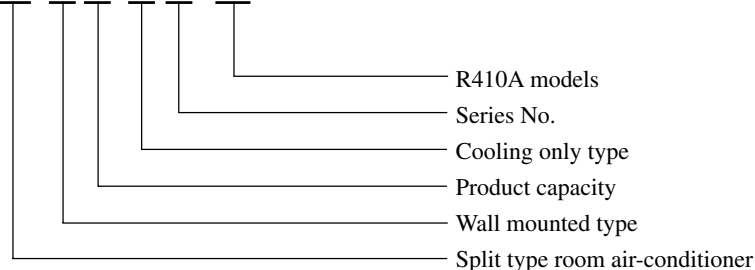 R410A models
Series No.
Cooling only type
Product capacity
Wall mounted type
Split type room air-conditioner